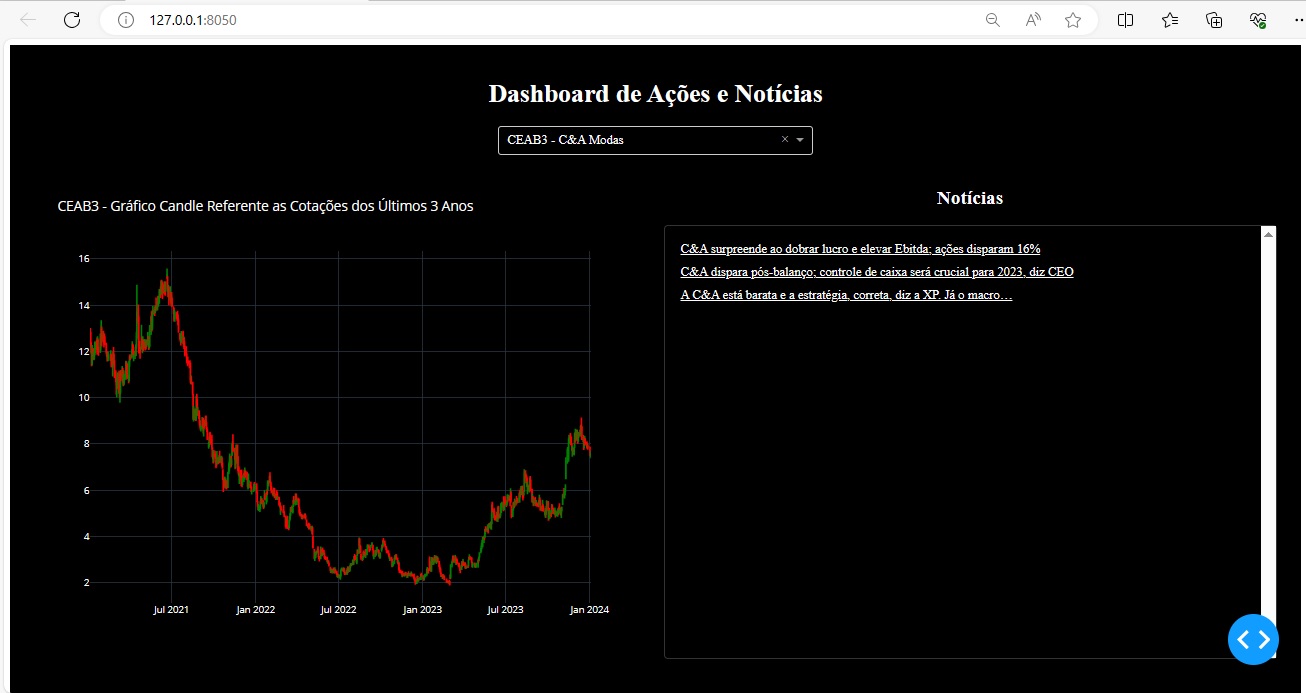 127.0.0.1:8050
Dashboard de Ações e Notícias
CEAB3 - C&A Modas
CEAB3 - Gráfico Candle Referente as Cotações dos Últimos 3 Anos
16
14
12
10
8
6
4
2
Jul 2021 Jan 2022 Jul 2022 Jan 2023 Jul 2023 Jan 2024
Notícias
C&A surpreende ao dobrar lucro e elevar Ebitda; ações disparam 16%
C&A dispara pós-balanço; controle de caixa será crucial para 2023, diz CEO
A C&A está barata e a estratégia, correta, diz a XP. Já o macro…